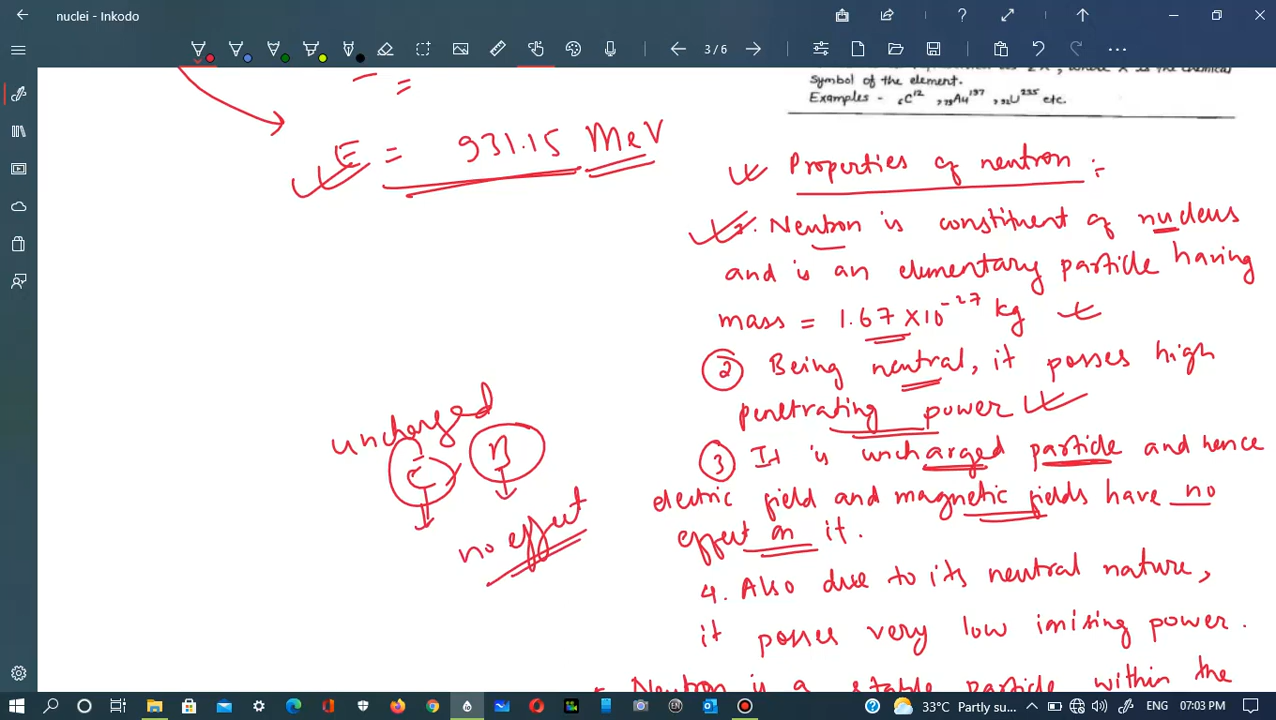 nuclei - Inkodo
3/6
Symbol of the element.
Examples - ₆C¹² , ₇₉Au¹⁹⁷ , ₉₂U²³⁵ etc.
=
E = 931.15 MeV
Properties of neutron :-
1. Neutron is constituent of nucleus
and is an elementary particle having
mass = 1.67 × 10⁻²⁷ kg
② Being neutral, it posses high
penetrating power
③ It is uncharged particle and hence
electric field and magnetic fields have no
effect on it.
4. Also due to its neutral nature,
it posses very low ionising power.
Neutron is a stable particle within the
uncharged
E B
no effect
33°C Partly su... ENG 07:03 PM